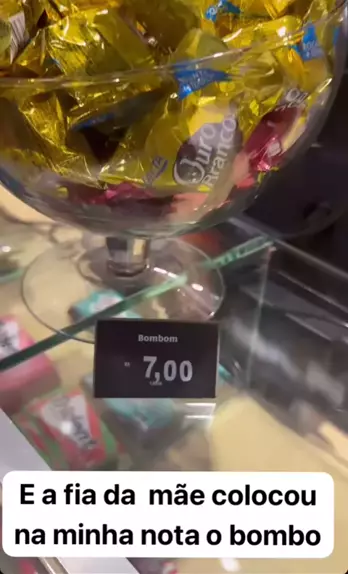 Ouro
Branco
Bombom
R$ 7,00
E a fia da mãe colocou
na minha nota o bombo